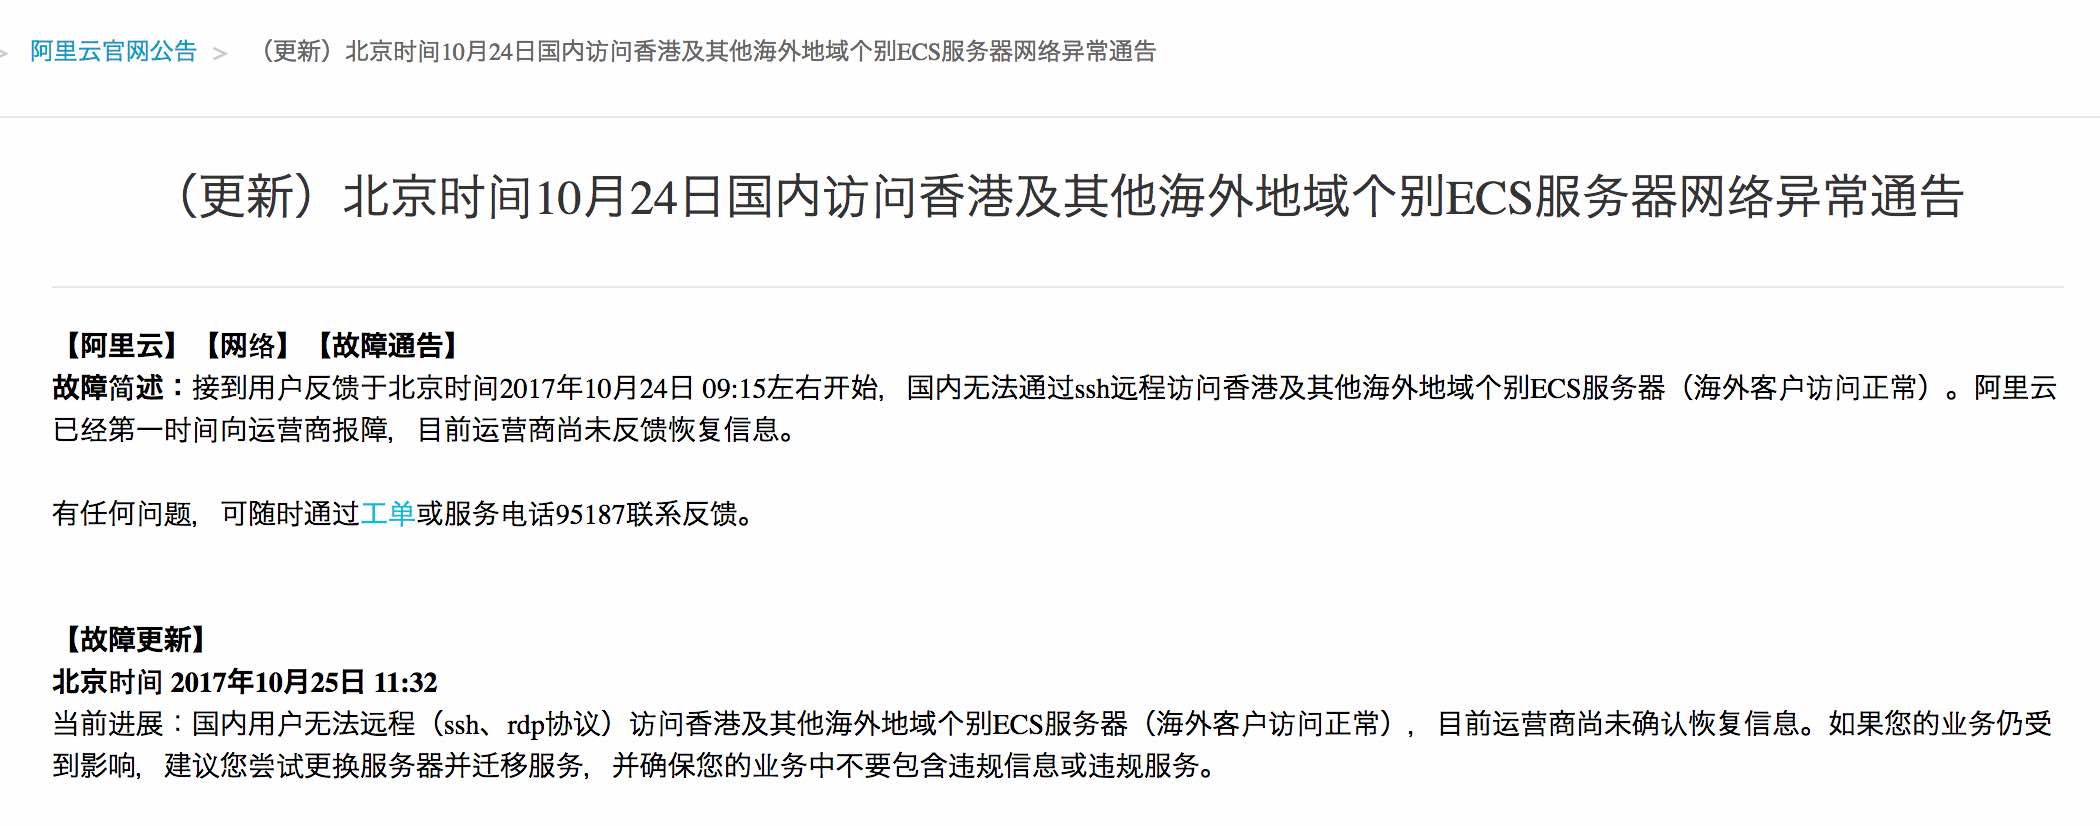 > 阿里云官网公告 > （更新）北京时间10月24日国内访问香港及其他海外地域个别ECS服务器网络异常通告
（更新）北京时间10月24日国内访问香港及其他海外地域个别ECS服务器网络异常通告
【阿里云】【网络】【故障通告】
故障简述：接到用户反馈于北京时间2017年10月24日 09:15左右开始，国内无法通过ssh远程访问香港及其他海外地域个别ECS服务器（海外客户访问正常）。阿里云
已经第一时间向运营商报障，目前运营商尚未反馈恢复信息。
有任何问题，可随时通过工单或服务电话95187联系反馈。
【故障更新】
北京时间 2017年10月25日 11:32
当前进展：国内用户无法远程（ssh、rdp协议）访问香港及其他海外地域个别ECS服务器（海外客户访问正常），目前运营商尚未确认恢复信息。如果您的业务仍受
到影响，建议您尝试更换服务器并迁移服务，并确保您的业务中不要包含违规信息或违规服务。